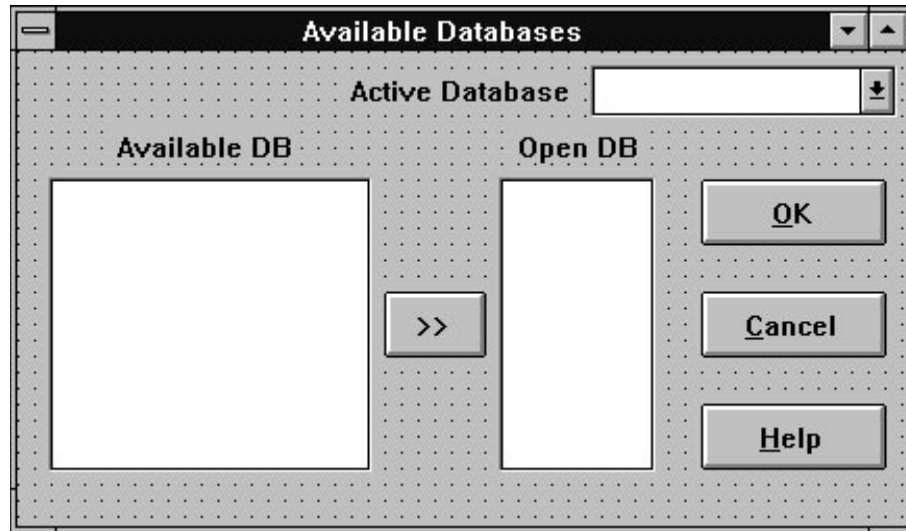 Available Databases
Active Database
Available DB
Open DB
OK
>>
Cancel
Help